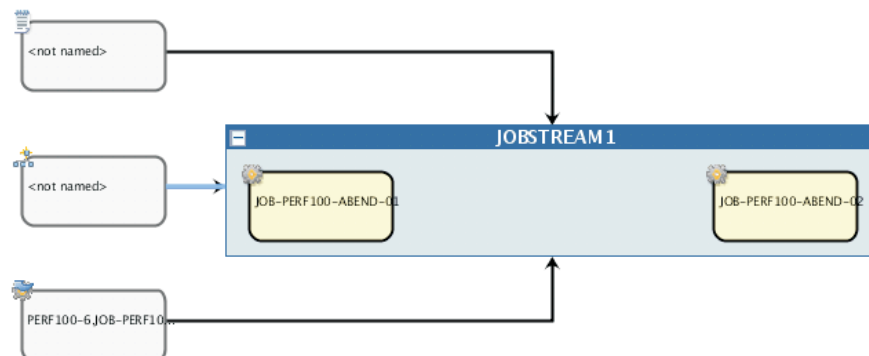 <not named>
JOBSTREAM1
<not named>
JOB-PERF100-ABEND-01
JOB-PERF100-ABEND-02
PERF100-6.JOB-PERF10...